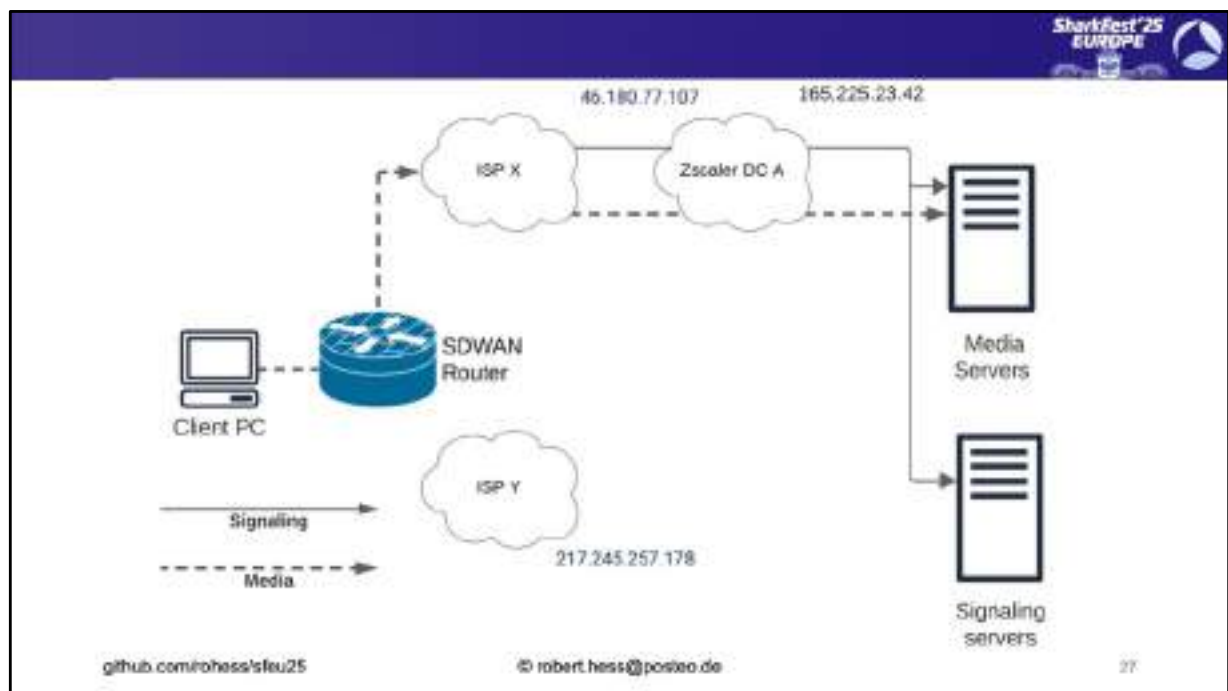 SharkFest'25
EUROPE
46.180.77.107
165.225.23.42
ISP X
Zscaler DC A
SDWAN
Router
Media
Servers
Client PC
ISP Y
Signaling
217.245.257.178
Media
Signaling
servers
github.com/rohess/sfeu25
© robert.hess@posteo.de
27